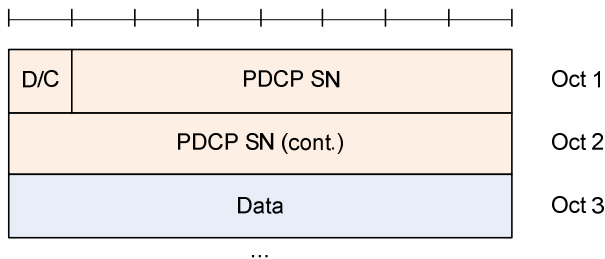 D/C PDCP SN Oct 1
PDCP SN (cont.) Oct 2
Data Oct 3
...